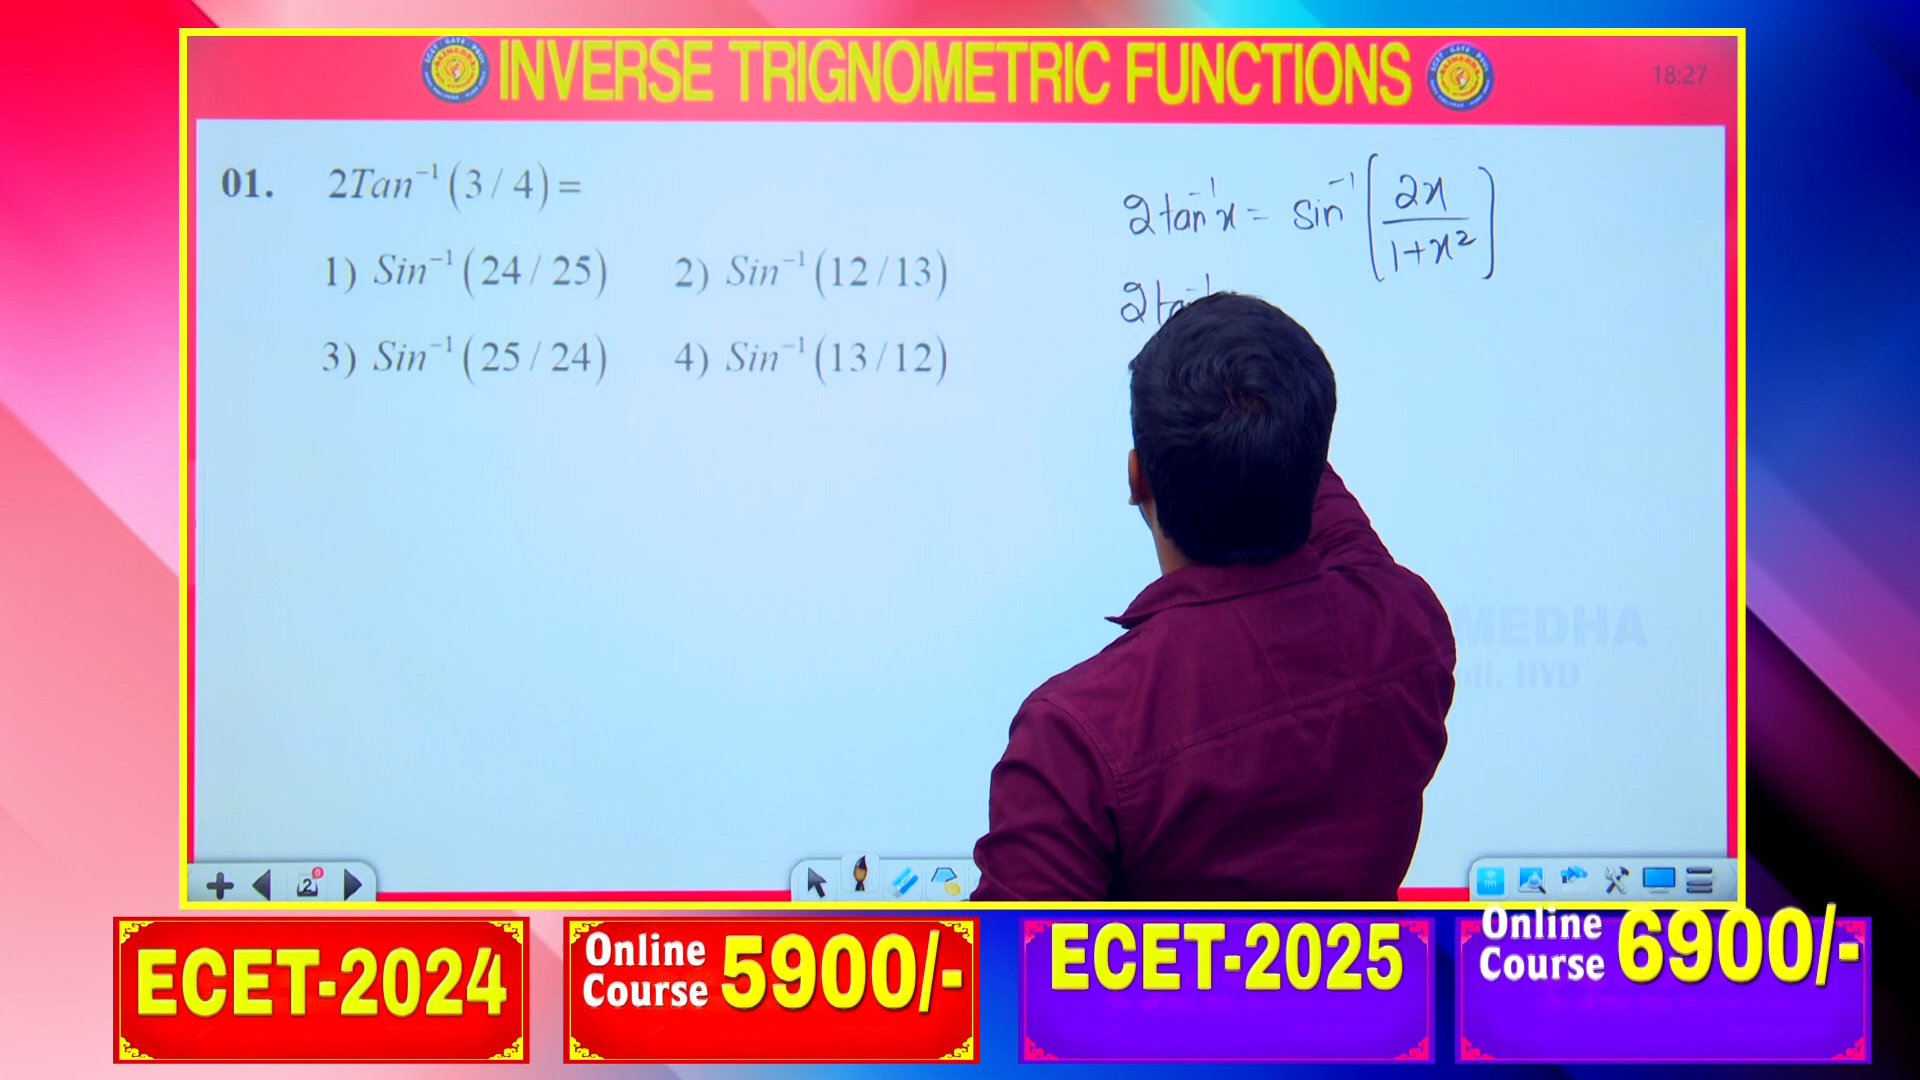 INVERSE TRIGNOMETRIC FUNCTIONS
18:27
01. 2Tan⁻¹(3/4)=
1) Sin⁻¹(24/25) 2) Sin⁻¹(12/13)
3) Sin⁻¹(25/24) 4) Sin⁻¹(13/12)
2tan⁻¹x = sin⁻¹[2x/1+x²]
MEDHA
HYD
2
ECET-2024
Online Course 5900/-
ECET-2025
Online Course 6900/-